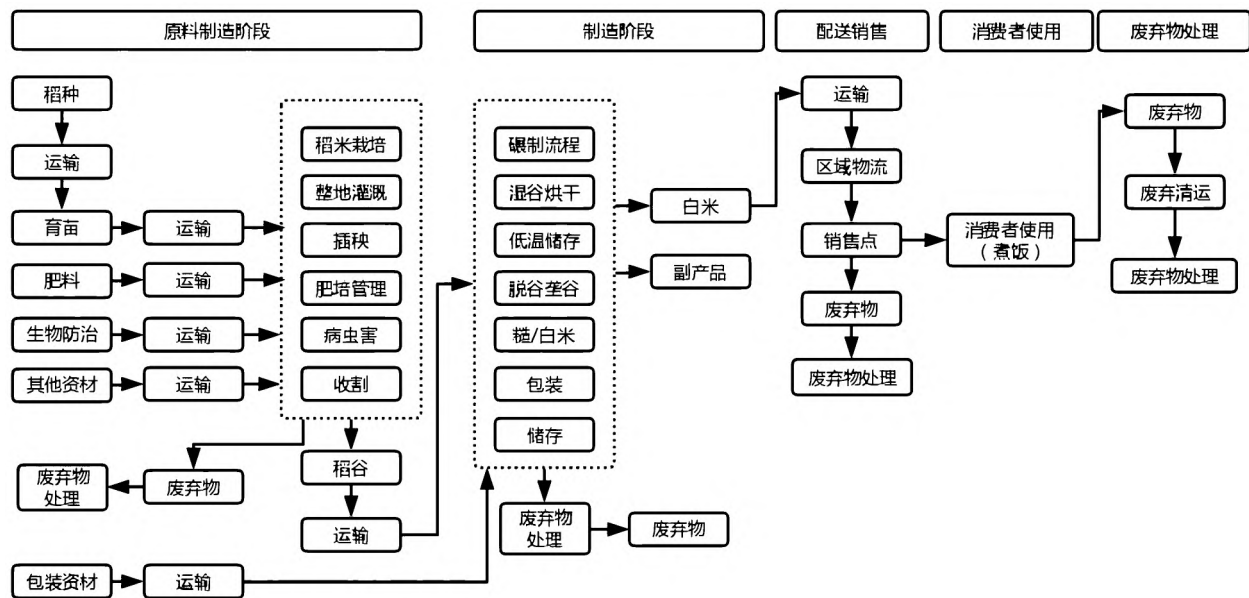 原料制造阶段
制造阶段
配送销售
消费者使用
废弃物处理
稻种
运输
育苗
运输
肥料
运输
生物防治
运输
其他资材
运输
稻米栽培
整地灌溉
插秧
肥培管理
病虫害
收割
稻谷
运输
废弃物
废弃物
处理
包装资材
运输
碾制流程
湿谷烘干
低温储存
脱谷垄谷
糙/白米
包装
储存
废弃物
处理
废弃物
白米
副产品
运输
区域物流
销售点
废弃物
废弃物处理
消费者使用
（煮饭）
废弃物
废弃清运
废弃物处理